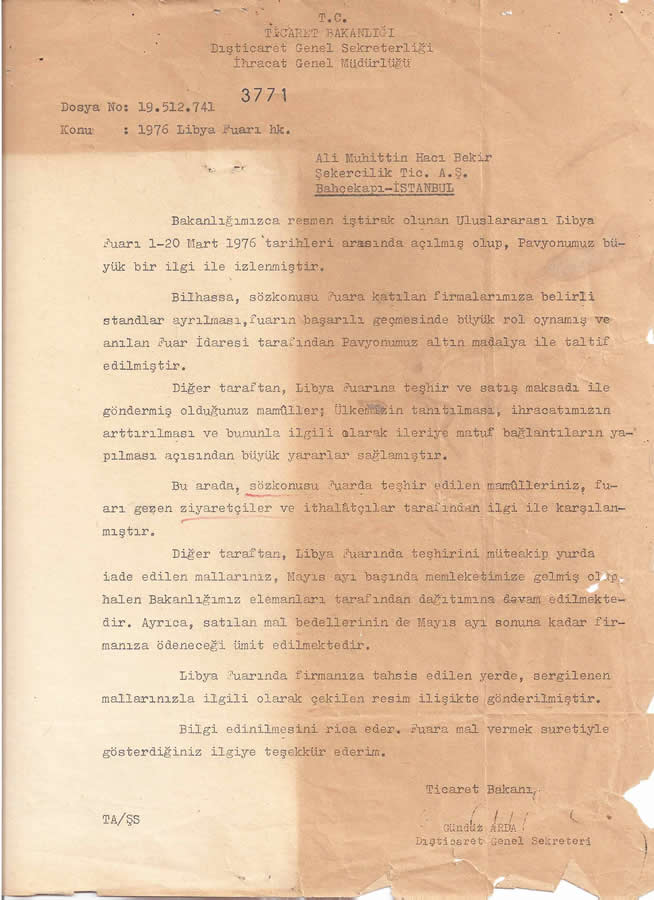 T.C.
TİCARET BAKANLIĞI
Dışticaret Genel Sekreterliği
İhracat Genel Müdürlüğü
3771
Dosya No: 19.512.741
Konu : 1976 Libya Fuarı hk.
Ali Muhittin Hacı Bekir
Şekercilik Tic. A.Ş.
Bahçekapı-İSTANBUL
Bakanlığımızca resmen iştirak olunan Uluslararası Libya
Fuarı 1-20 Mart 1976 tarihleri arasında açılmış olup, Pavyonumuz bü-
yük bir ilgi ile izlenmiştir.
Bilhassa, sözkonusu Fuara katılan firmalarımıza belirli
standlar ayrılması,fuarın başarılı geçmesinde büyük rol oynamış ve
anılan Fuar İdaresi tarafından Pavyonumuz altın madalya ile taltif
edilmiştir.
Diğer taraftan, Libya Fuarına teşhir ve satış maksadı ile
göndermiş olduğunuz mamûller; Ülkemizin tanıtılması, ihracatımızın
arttırılması ve bununla ilgili olarak ileriye matuf bağlantıların ya-
pılması açısından büyük yararlar sağlamıştır.
Bu arada, sözkonusu Fuarda teşhir edilen mamûlleriniz, fu-
arı gezen ziyaretçiler ve ithalâtçılar tarafından ilgi ile karşılan-
mıştır.
Diğer taraftan, Libya Fuarında teşhirini müteakip yurda
iade edilen mallarınız, Mayıs ayı başında memleketimize gelmiş olup
halen Bakanlığımız elemanları tarafından dağıtımına devam edilmekte-
dir. Ayrıca, satılan mal bedellerinin de Mayıs ayı sonuna kadar fir-
manıza ödeneceği ümit edilmektedir.
Libya Fuarında firmanıza tahsis edilen yerde, sergilenen
mallarınızla ilgili olarak çekilen resim ilişikte gönderilmiştir.
Bilgi edinilmesini rica eder. Fuara mal vermek suretiyle
gösterdiğiniz ilgiye teşekkür ederim.
Ticaret Bakanı,
TA/ŞS
Gündüz ARDA
Dışticaret Genel Sekreteri